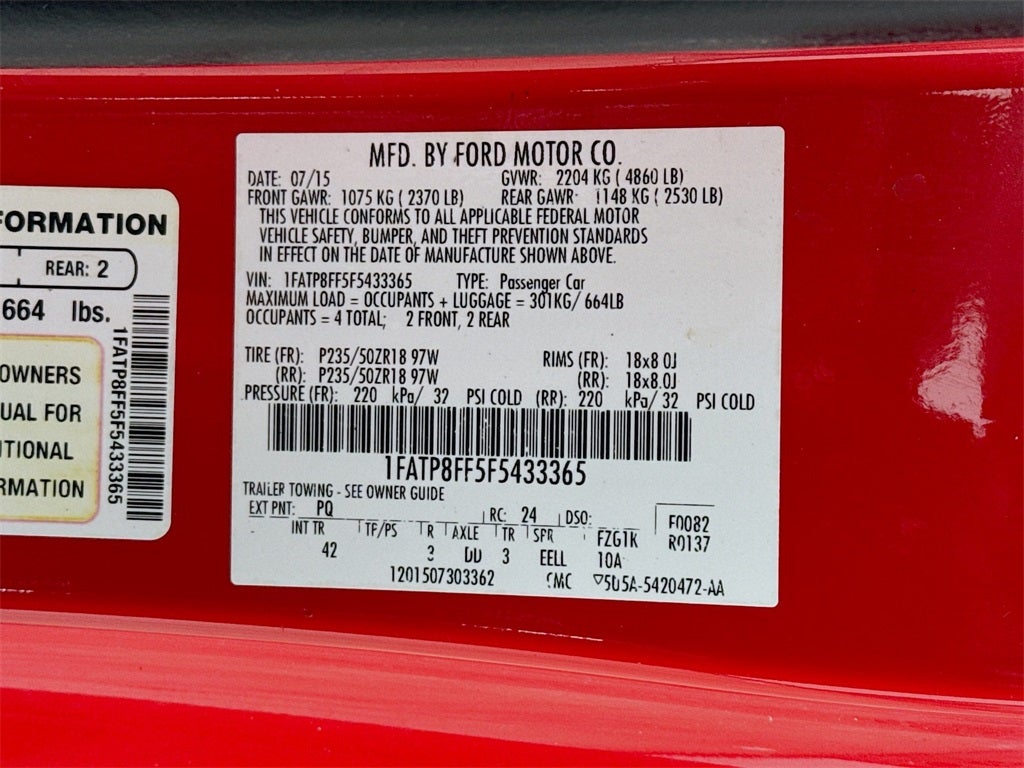 FORMATION
REAR: 2
664 lbs.
OWNERS
UAL FOR
ITIONAL
RMATION
1FATP8FF5F5433365
MFD. BY FORD MOTOR CO.
DATE: 07/15 GVWR: 2204 KG ( 4860 LB)
FRONT GAWR: 1075 KG ( 2370 LB) REAR GAWR: 1148 KG ( 2530 LB)
THIS VEHICLE CONFORMS TO ALL APPLICABLE FEDERAL MOTOR
VEHICLE SAFETY, BUMPER, AND THEFT PREVENTION STANDARDS
IN EFFECT ON THE DATE OF MANUFACTURE SHOWN ABOVE.
VIN: 1FATP8FF5F5433365 TYPE: Passenger Car
MAXIMUM LOAD = OCCUPANTS + LUGGAGE = 301KG/ 664LB
OCCUPANTS = 4 TOTAL; 2 FRONT, 2 REAR
TIRE (FR): P235/50ZR18 97W RIMS (FR): 18x8.0J
(RR): P235/50ZR18 97W (RR): 18x8.0J
PRESSURE (FR): 220 kPa/ 32 PSI COLD (RR): 220 kPa/ 32 PSI COLD
1FATP8FF5F5433365
TRAILER TOWING - SEE OWNER GUIDE
EXT PNT: PQ RC: 24 DSO: F0082
INT TR TF/PS R AXLE TR SPR FZG1K R0137
42 3 DD 3 EELL 10A
1201507303362 CMC ▽5U5A-5420472-AA